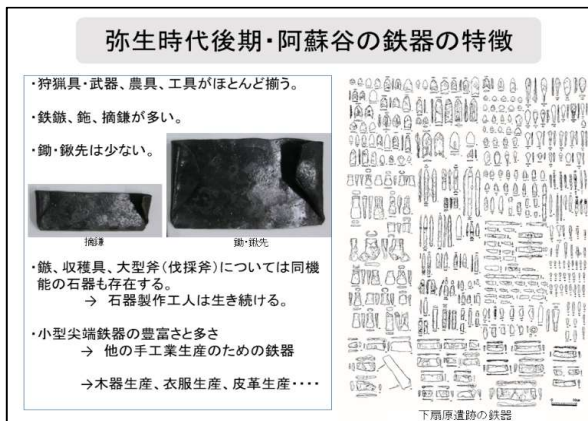 弥生時代後期・阿蘇谷の鉄器の特徴
・狩猟具・武器、農具、工具がほとんど揃う。
・鉄鏃、鉇、摘鎌が多い。
・鋤・鍬先は少ない。
摘鎌
鋤・鍬先
・鏃、収穫具、大型斧（伐採斧）については同機
能の石器も存在する。
→ 石器製作工人は生き続ける。
・小型尖端鉄器の豊富さと多さ
→ 他の手工業生産のための鉄器
→木器生産、衣服生産、皮革生産・・・・
下扇原遺跡の鉄器